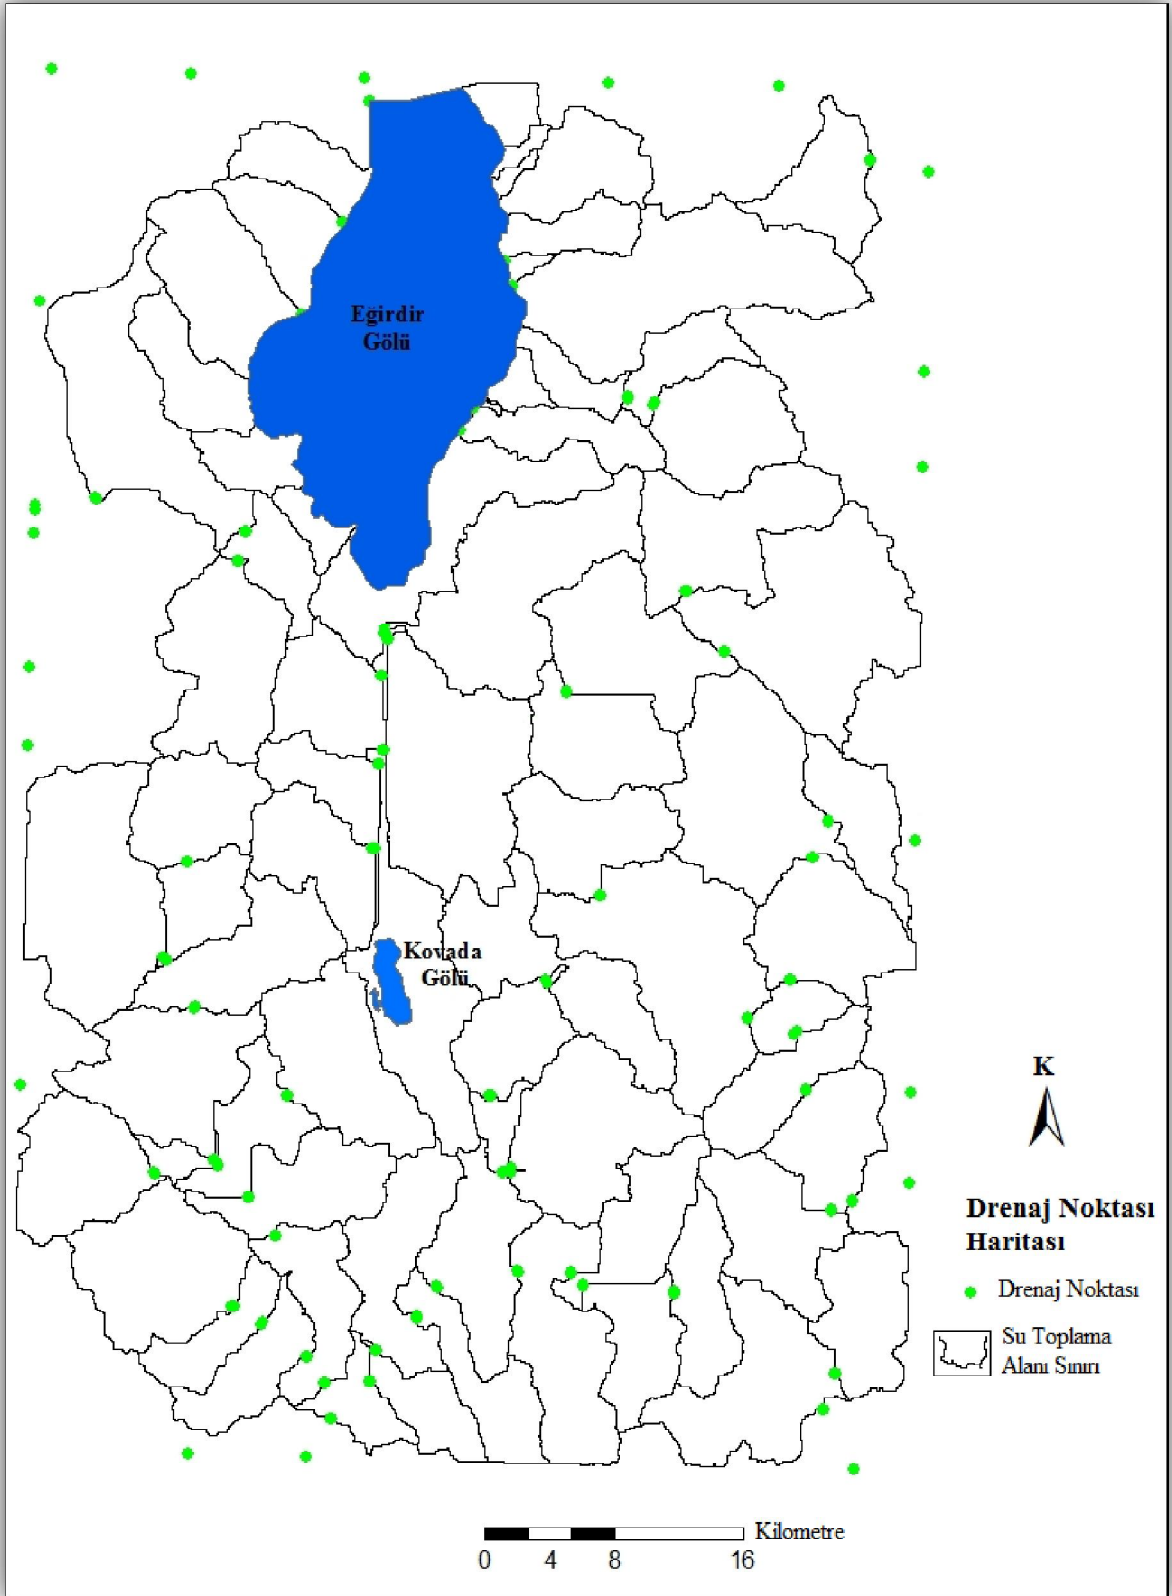 Eğirdir
Gölü
Kovada
Gölü
K
Drenaj Noktası
Haritası
Drenaj Noktası
Su Toplama
Alanı Sınırı
Kilometre
0 4 8 16